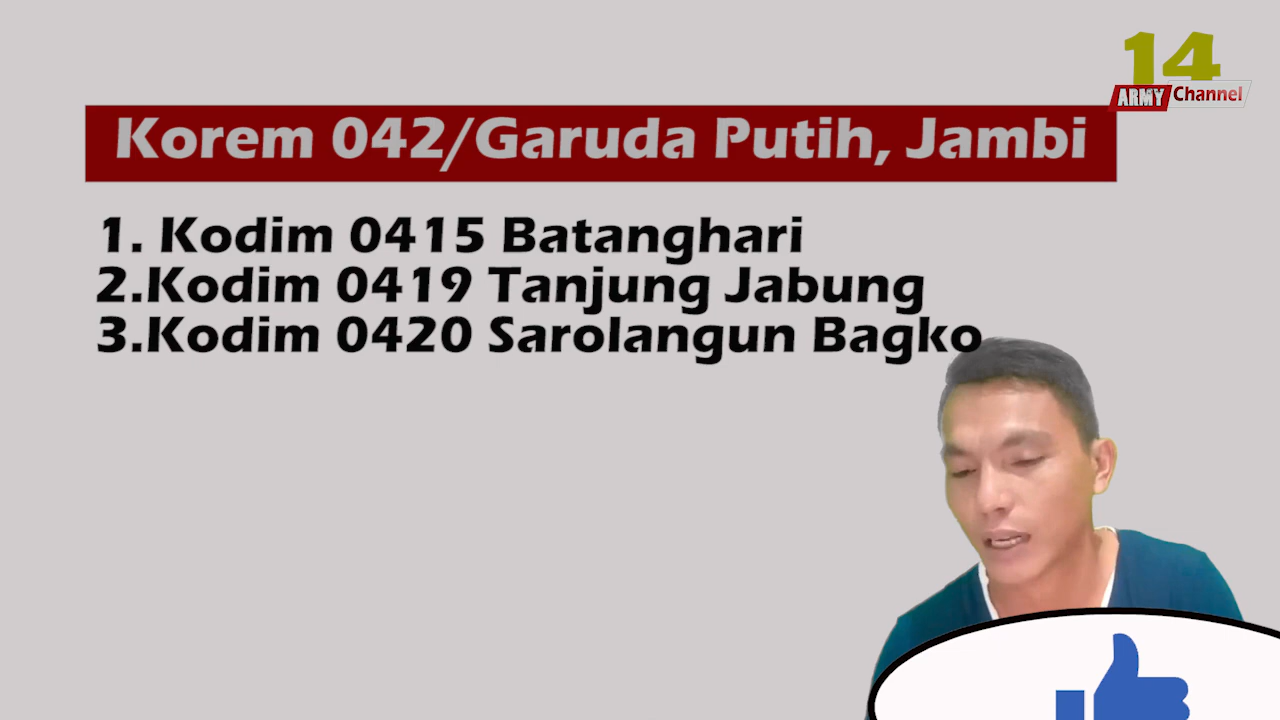 14
ARMY Channel
Korem 042/Garuda Putih, Jambi
1. Kodim 0415 Batanghari
2.Kodim 0419 Tanjung Jabung
3.Kodim 0420 Sarolangun Bagko